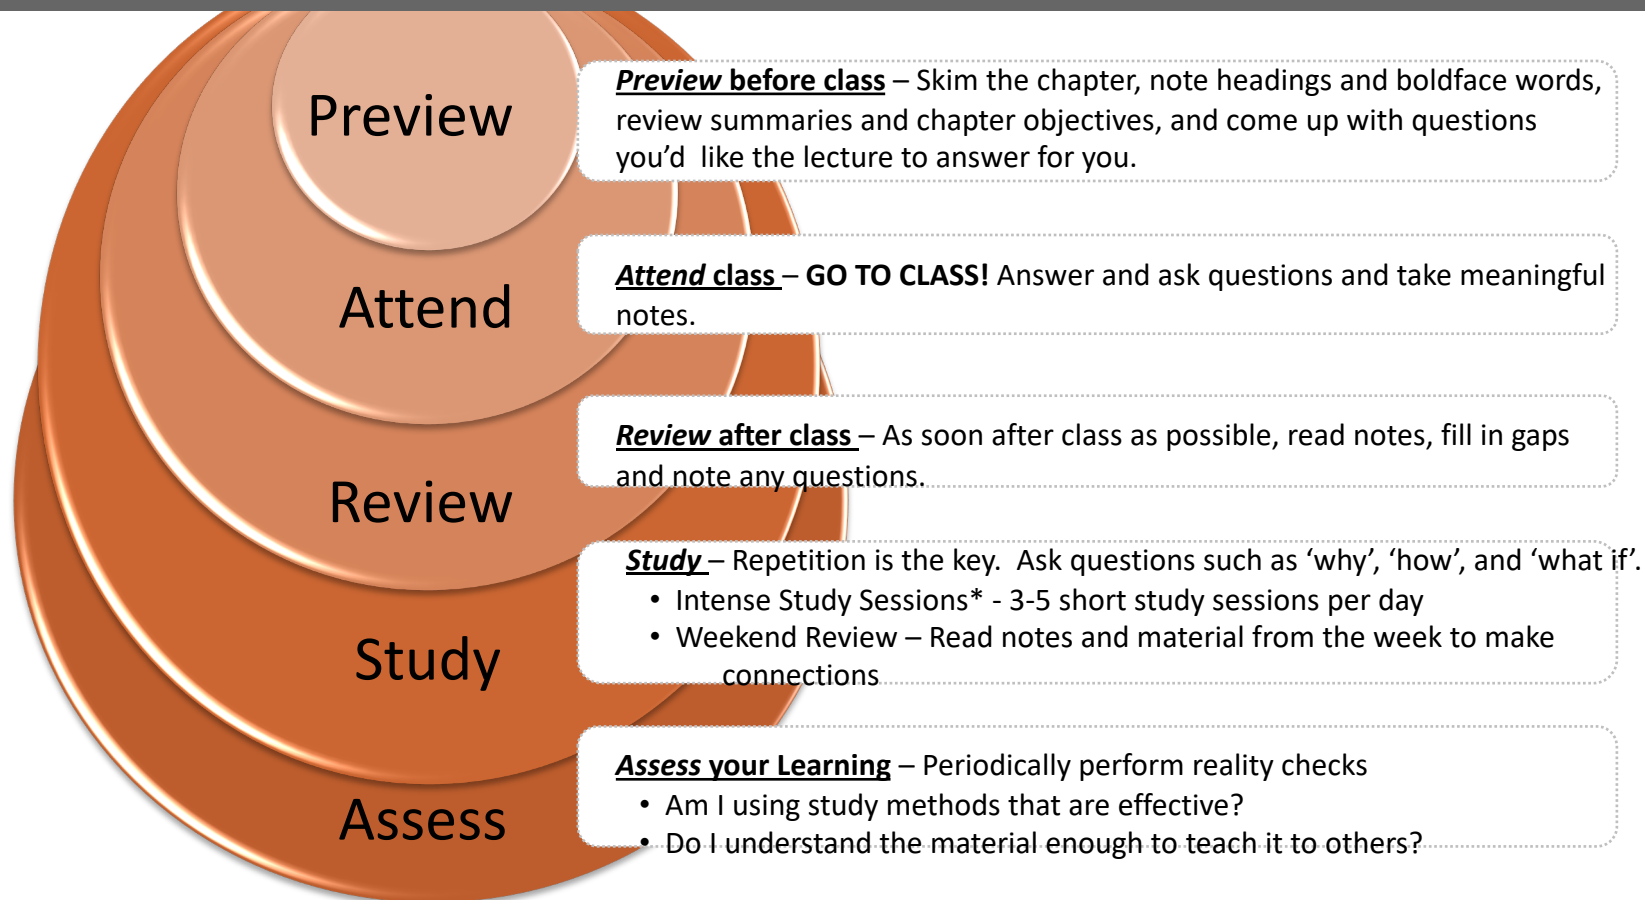 Preview
Preview before class – Skim the chapter, note headings and boldface words,
review summaries and chapter objectives, and come up with questions
you’d  like the lecture to answer for you.
Attend
Attend class – GO TO CLASS! Answer and ask questions and take meaningful
notes.
Review
Review after class – As soon after class as possible, read notes, fill in gaps
and note any questions.
Study
Study – Repetition is the key.  Ask questions such as ‘why’, ‘how’, and ‘what if’.
• Intense Study Sessions* - 3-5 short study sessions per day
• Weekend Review – Read notes and material from the week to make
connections
Assess
Assess your Learning – Periodically perform reality checks
• Am I using study methods that are effective?
• Do I understand the material enough to teach it to others?